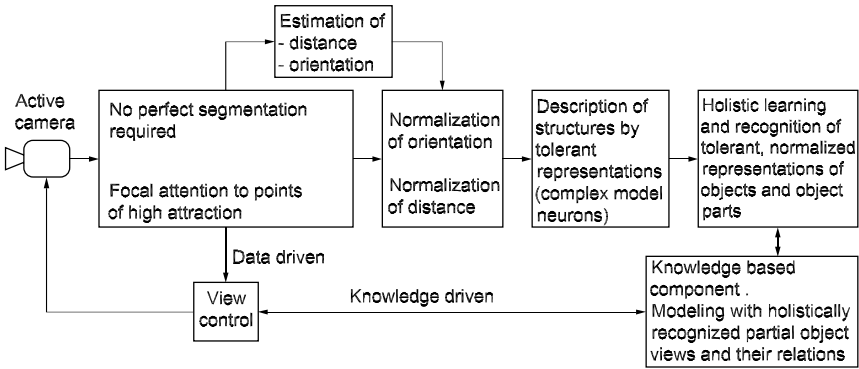 Estimation of
- distance
- orientation
Active
camera
No perfect segmentation
required
Focal attention to points
of high attraction
Normalization
of orientation
Normalization
of distance
Description of
structures by
tolerant
representations
(complex model
neurons)
Holistic learning
and recognition of
tolerant, normalized
representations of
objects and object
parts
Data driven
View
control
Knowledge driven
Knowledge based
component .
Modeling with holistically
recognized partial object
views and their relations